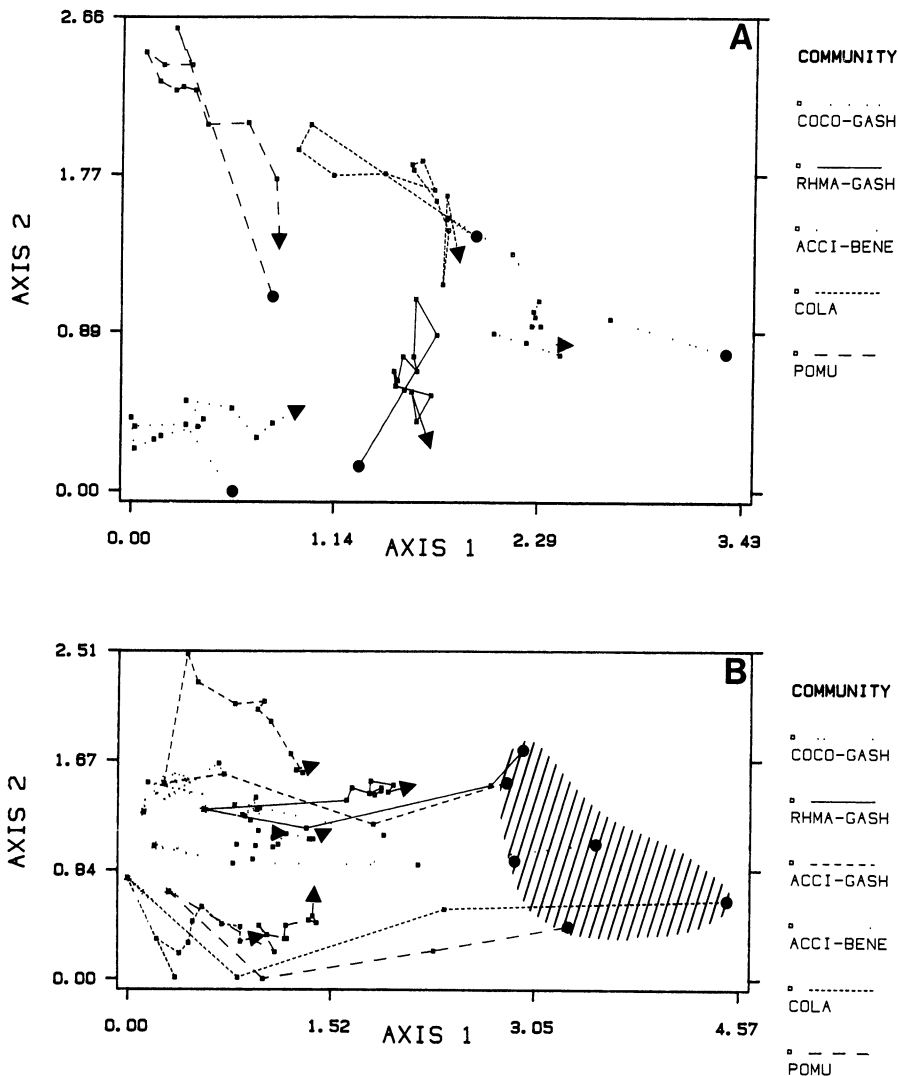 A
2.66
1.77
0.89
0.00
AXIS 2
0.00
1.14
2.29
3.43
AXIS 1
COMMUNITY
COCO-GASH
RHMA-GASH
ACCI-BENE
COLA
POMU
B
2.51
1.67
0.84
0.00
AXIS 2
0.00
1.52
3.05
4.57
AXIS 1
COMMUNITY
COCO-GASH
RHMA-GASH
ACCI-GASH
ACCI-BENE
COLA
POMU